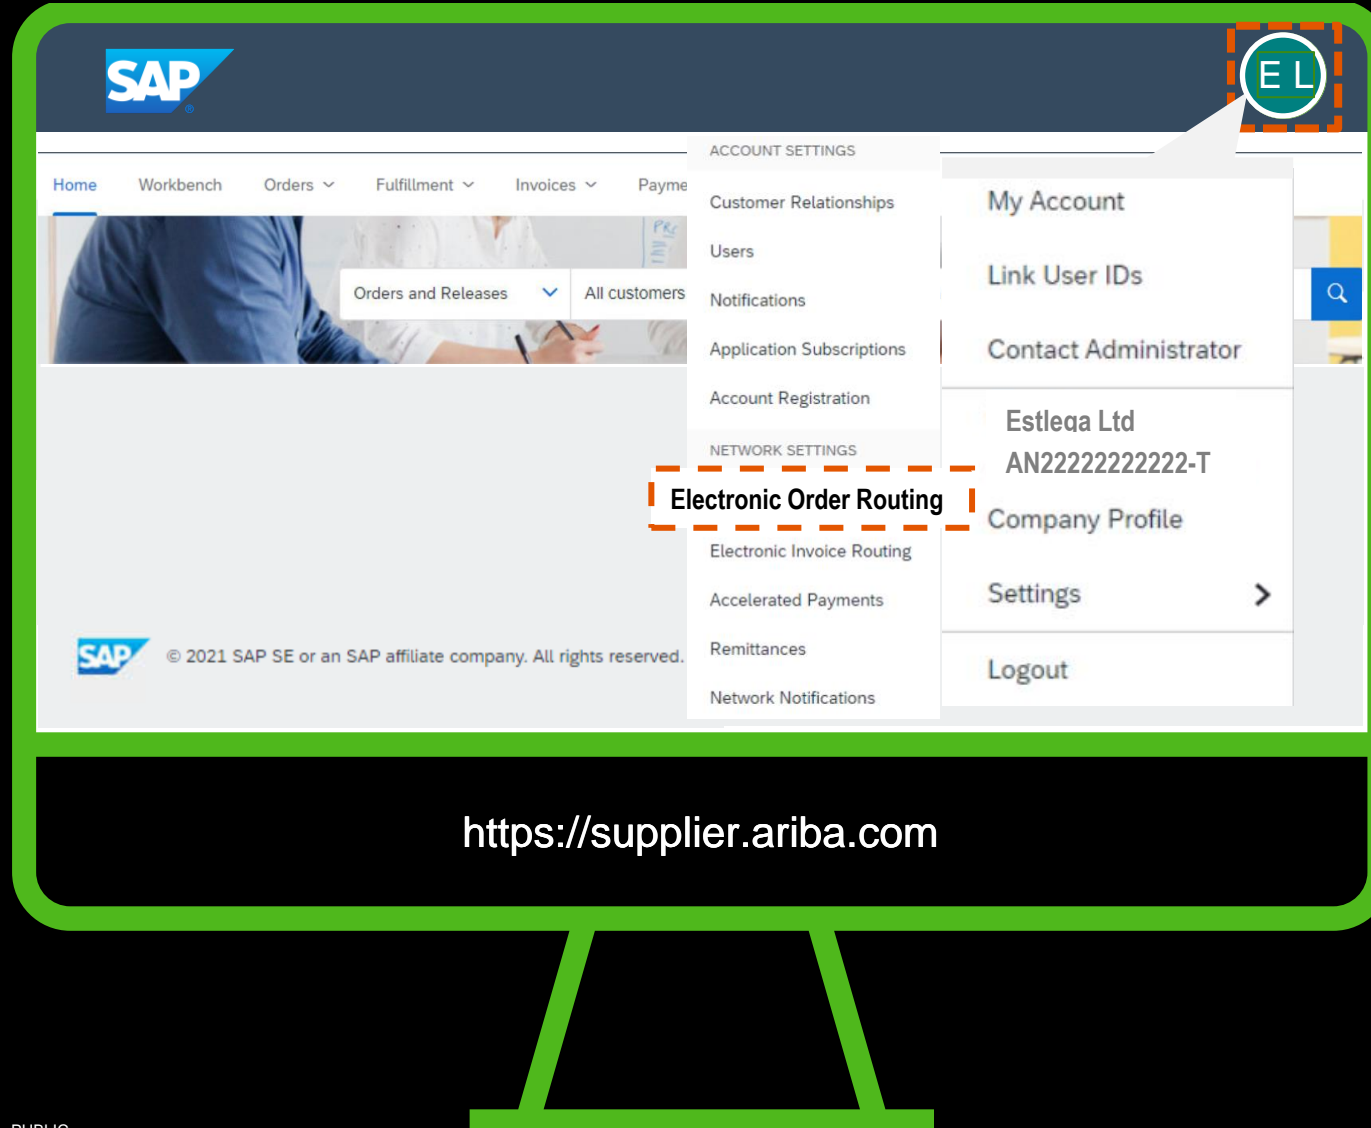 SAP
E L
Home Workbench Orders Fulfillment Invoices Payme
Orders and Releases All customers
ACCOUNT SETTINGS
Customer Relationships
Users
Notifications
Application Subscriptions
Account Registration
NETWORK SETTINGS
Electronic Order Routing
Electronic Invoice Routing
Accelerated Payments
Remittances
Network Notifications
My Account
Link User IDs
Contact Administrator
Estlega Ltd
AN22222222222-T
Company Profile
Settings
Logout
SAP © 2021 SAP SE or an SAP affiliate company. All rights reserved.
https://supplier.ariba.com
PUBLIC